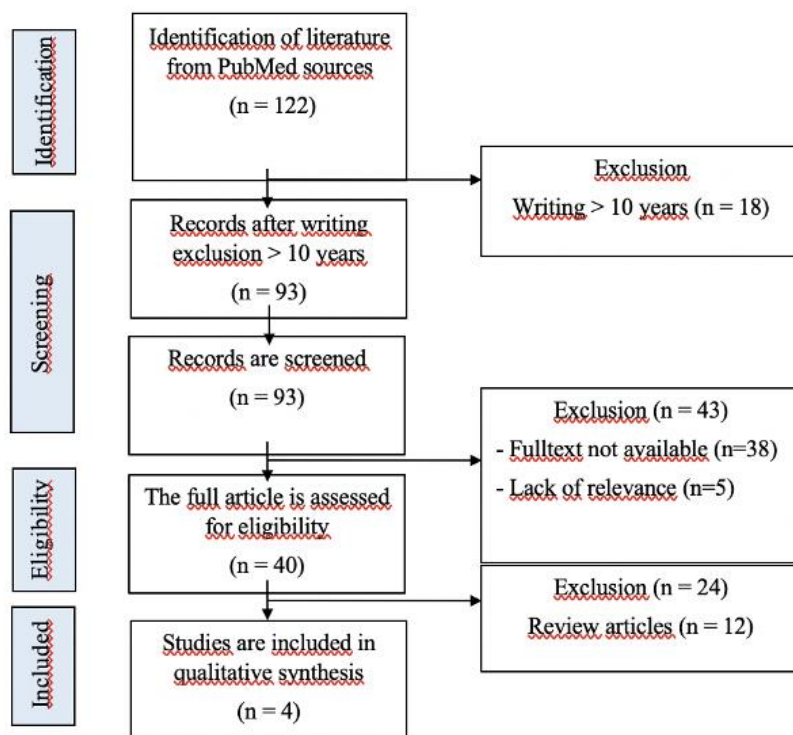 Identification
Identification of literature
from PubMed sources
(n = 122)
Exclusion
Writing > 10 years (n = 18)
Screening
Records after writing
exclusion > 10 years
(n = 93)
Records are screened
(n = 93)
Exclusion (n = 43)
- Fulltext not available (n=38)
- Lack of relevance (n=5)
Eligibility
The full article is assessed
for eligibility
(n = 40)
Exclusion (n = 24)
Review articles (n = 12)
Included
Studies are included in
qualitative synthesis
(n = 4)